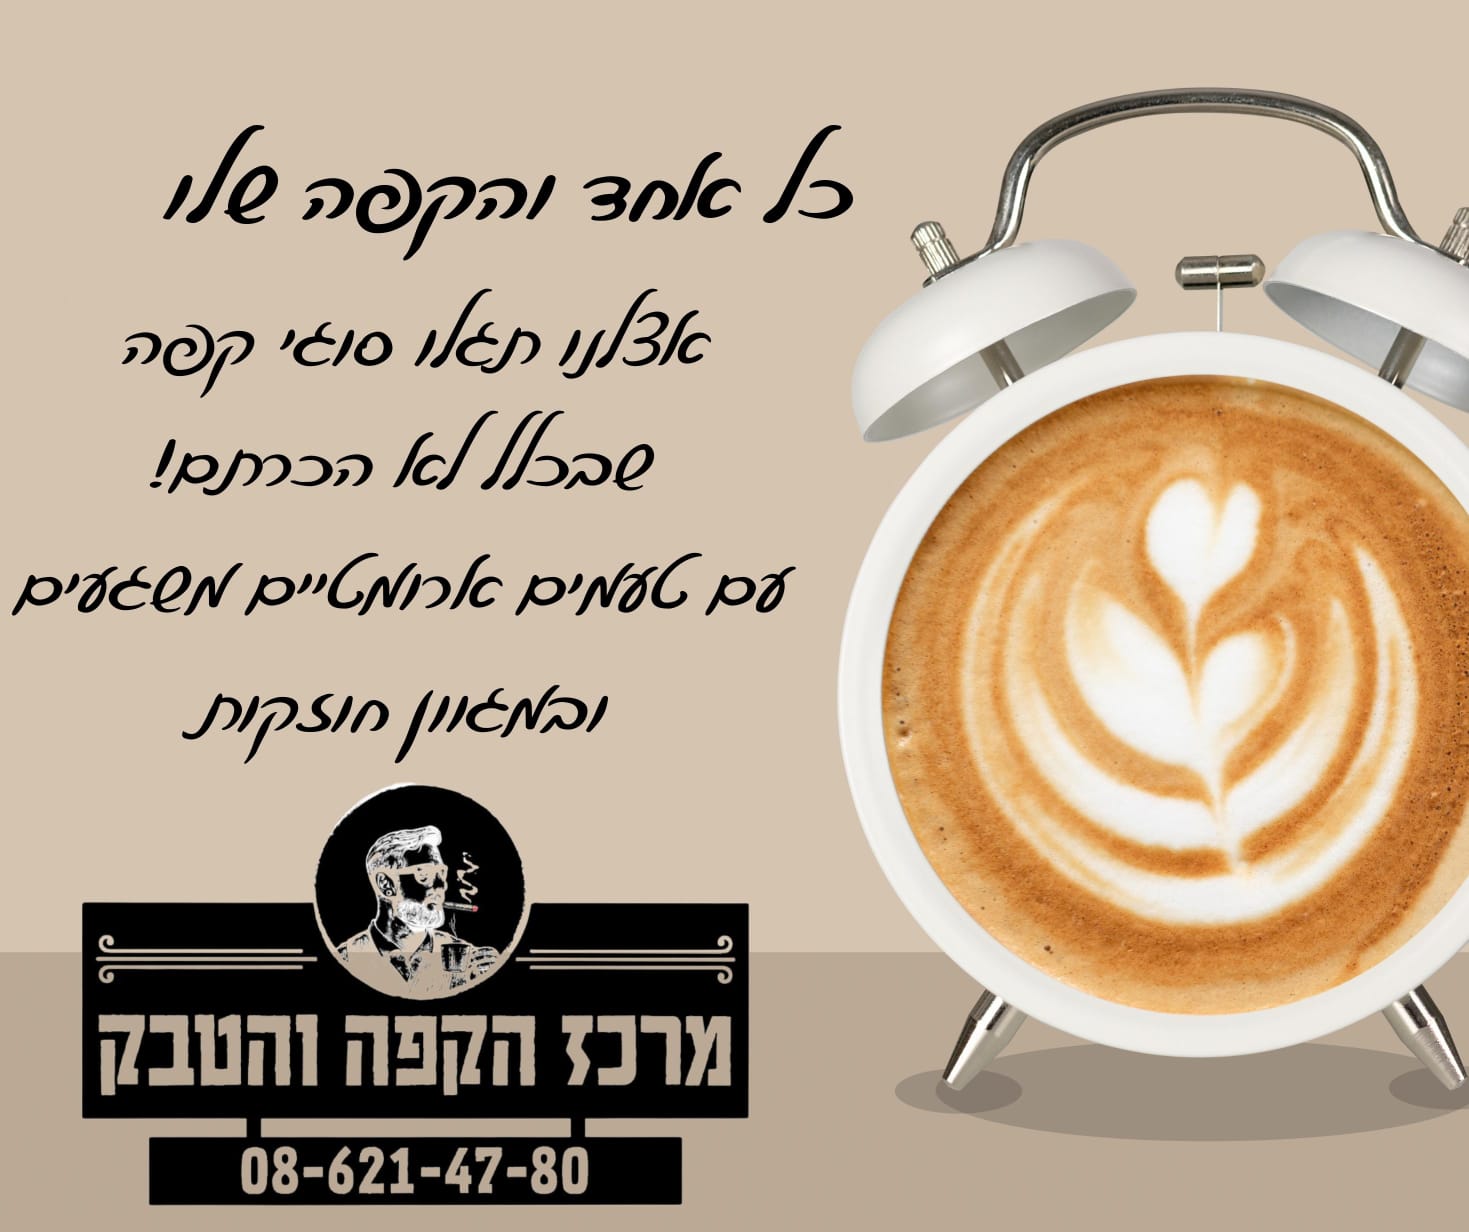 כל אחד והקפה שלו
אצלנו תגלו סוגי קפה
שבכלל לא הכרתם!
עם טעמים ארומטיים משגעים
ובמגוון חוזקות
מרכז הקפה והטבק
08-621-47-80